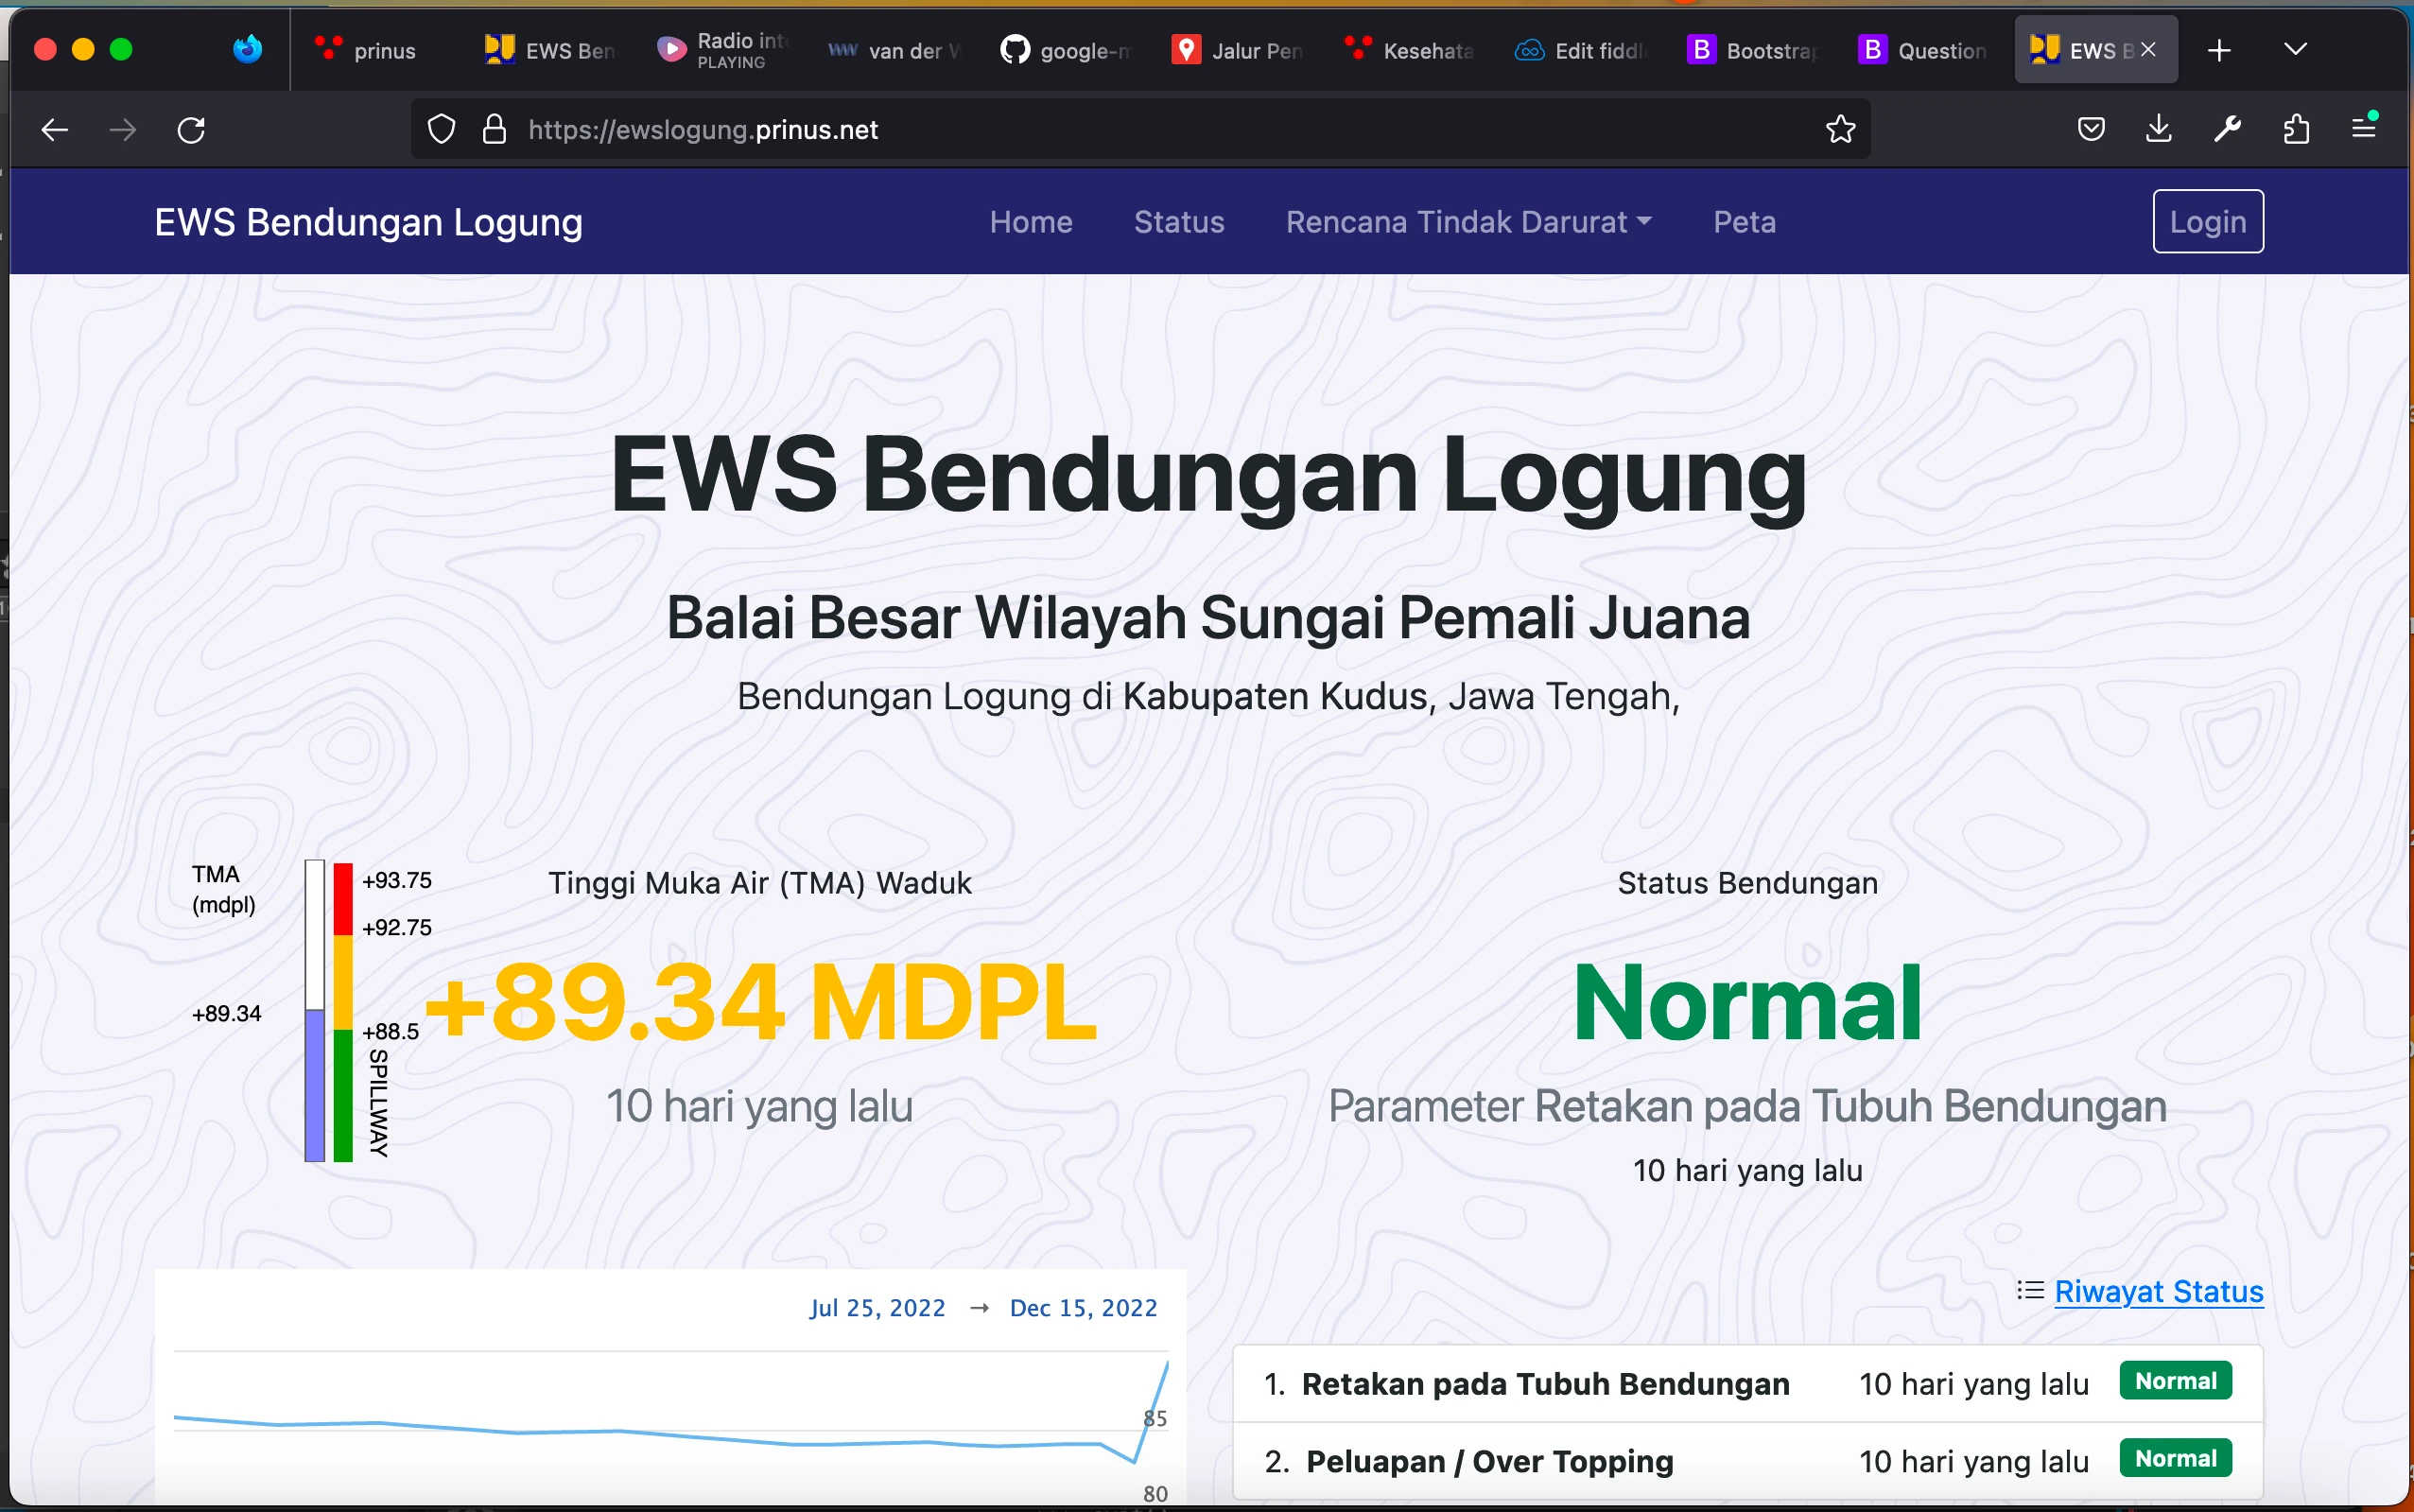 prinus
EWS Ben
Radio int
PLAYING
van der W
google-m
Jalur Pen
Kesehata
Edit fiddl
Bootstrap
Question
EWS B
https://ewslogung.prinus.net
EWS Bendungan Logung
Home
Status
Rencana Tindak Darurat
Peta
Login
EWS Bendungan Logung
Balai Besar Wilayah Sungai Pemali Juana
Bendungan Logung di Kabupaten Kudus, Jawa Tengah,
TMA
(mdpl)
+89.34
+93.75
+92.75
+88.5
SPILLWAY
Tinggi Muka Air (TMA) Waduk
+89.34 MDPL
10 hari yang lalu
Status Bendungan
Normal
Parameter Retakan pada Tubuh Bendungan
10 hari yang lalu
Jul 25, 2022 → Dec 15, 2022
85
80
Riwayat Status
1. Retakan pada Tubuh Bendungan 10 hari yang lalu Normal
2. Peluapan / Over Topping 10 hari yang lalu Normal